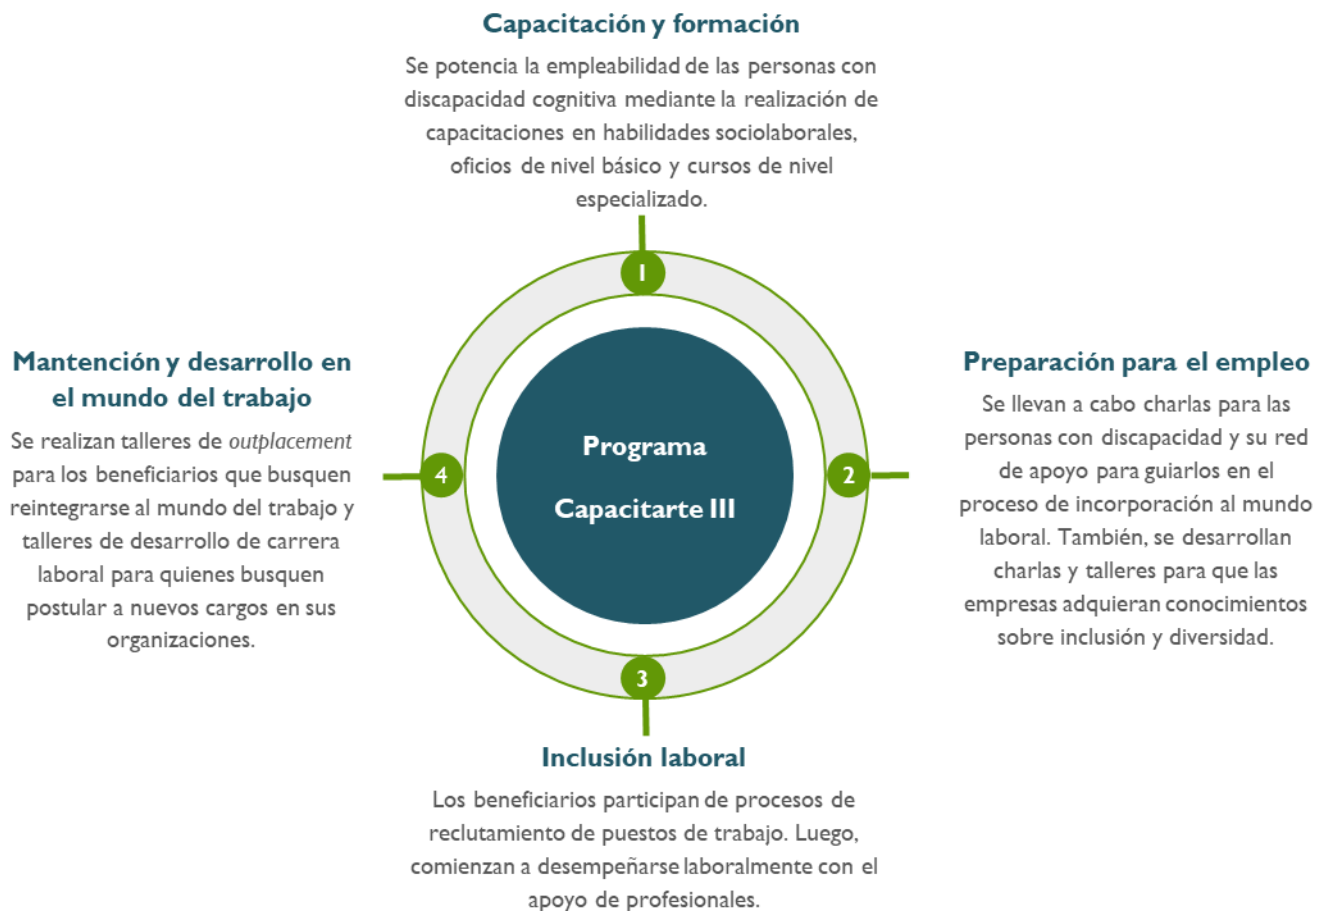 Capacitación y formación
Se potencia la empleabilidad de las personas con
discapacidad cognitiva mediante la realización de
capacitaciones en habilidades sociolaborales,
oficios de nivel básico y cursos de nivel
especializado.
1
Mantención y desarrollo en
el mundo del trabajo
Se realizan talleres de outplacement
para los beneficiarios que busquen
reintegrarse al mundo del trabajo y
talleres de desarrollo de carrera
laboral para quienes busquen
postular a nuevos cargos en sus
organizaciones.
4
Programa
Capacitarte III
2
Preparación para el empleo
Se llevan a cabo charlas para las
personas con discapacidad y su red
de apoyo para guiarlos en el
proceso de incorporación al mundo
laboral. También, se desarrollan
charlas y talleres para que las
empresas adquieran conocimientos
sobre inclusión y diversidad.
3
Inclusión laboral
Los beneficiarios participan de procesos de
reclutamiento de puestos de trabajo. Luego,
comienzan a desempeñarse laboralmente con el
apoyo de profesionales.